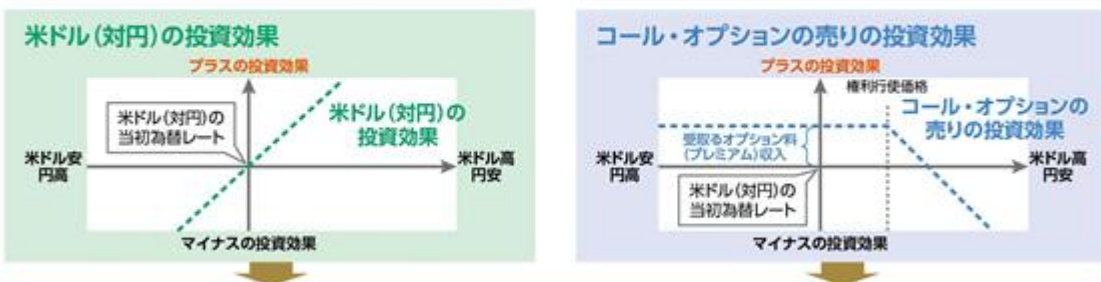 米ドル(対円)の投資効果
プラスの投資効果
米ドル(対円)の
当初為替レート
米ドル(対円)の
投資効果
米ドル安
円高
米ドル高
円安
マイナスの投資効果
コール・オプションの売りの投資効果
プラスの投資効果
権利行使価格
コール・オプションの
売りの投資効果
受取るオプション料
(プレミアム)収入
米ドル安
円高
米ドル高
円安
米ドル(対円)の
当初為替レート
マイナスの投資効果